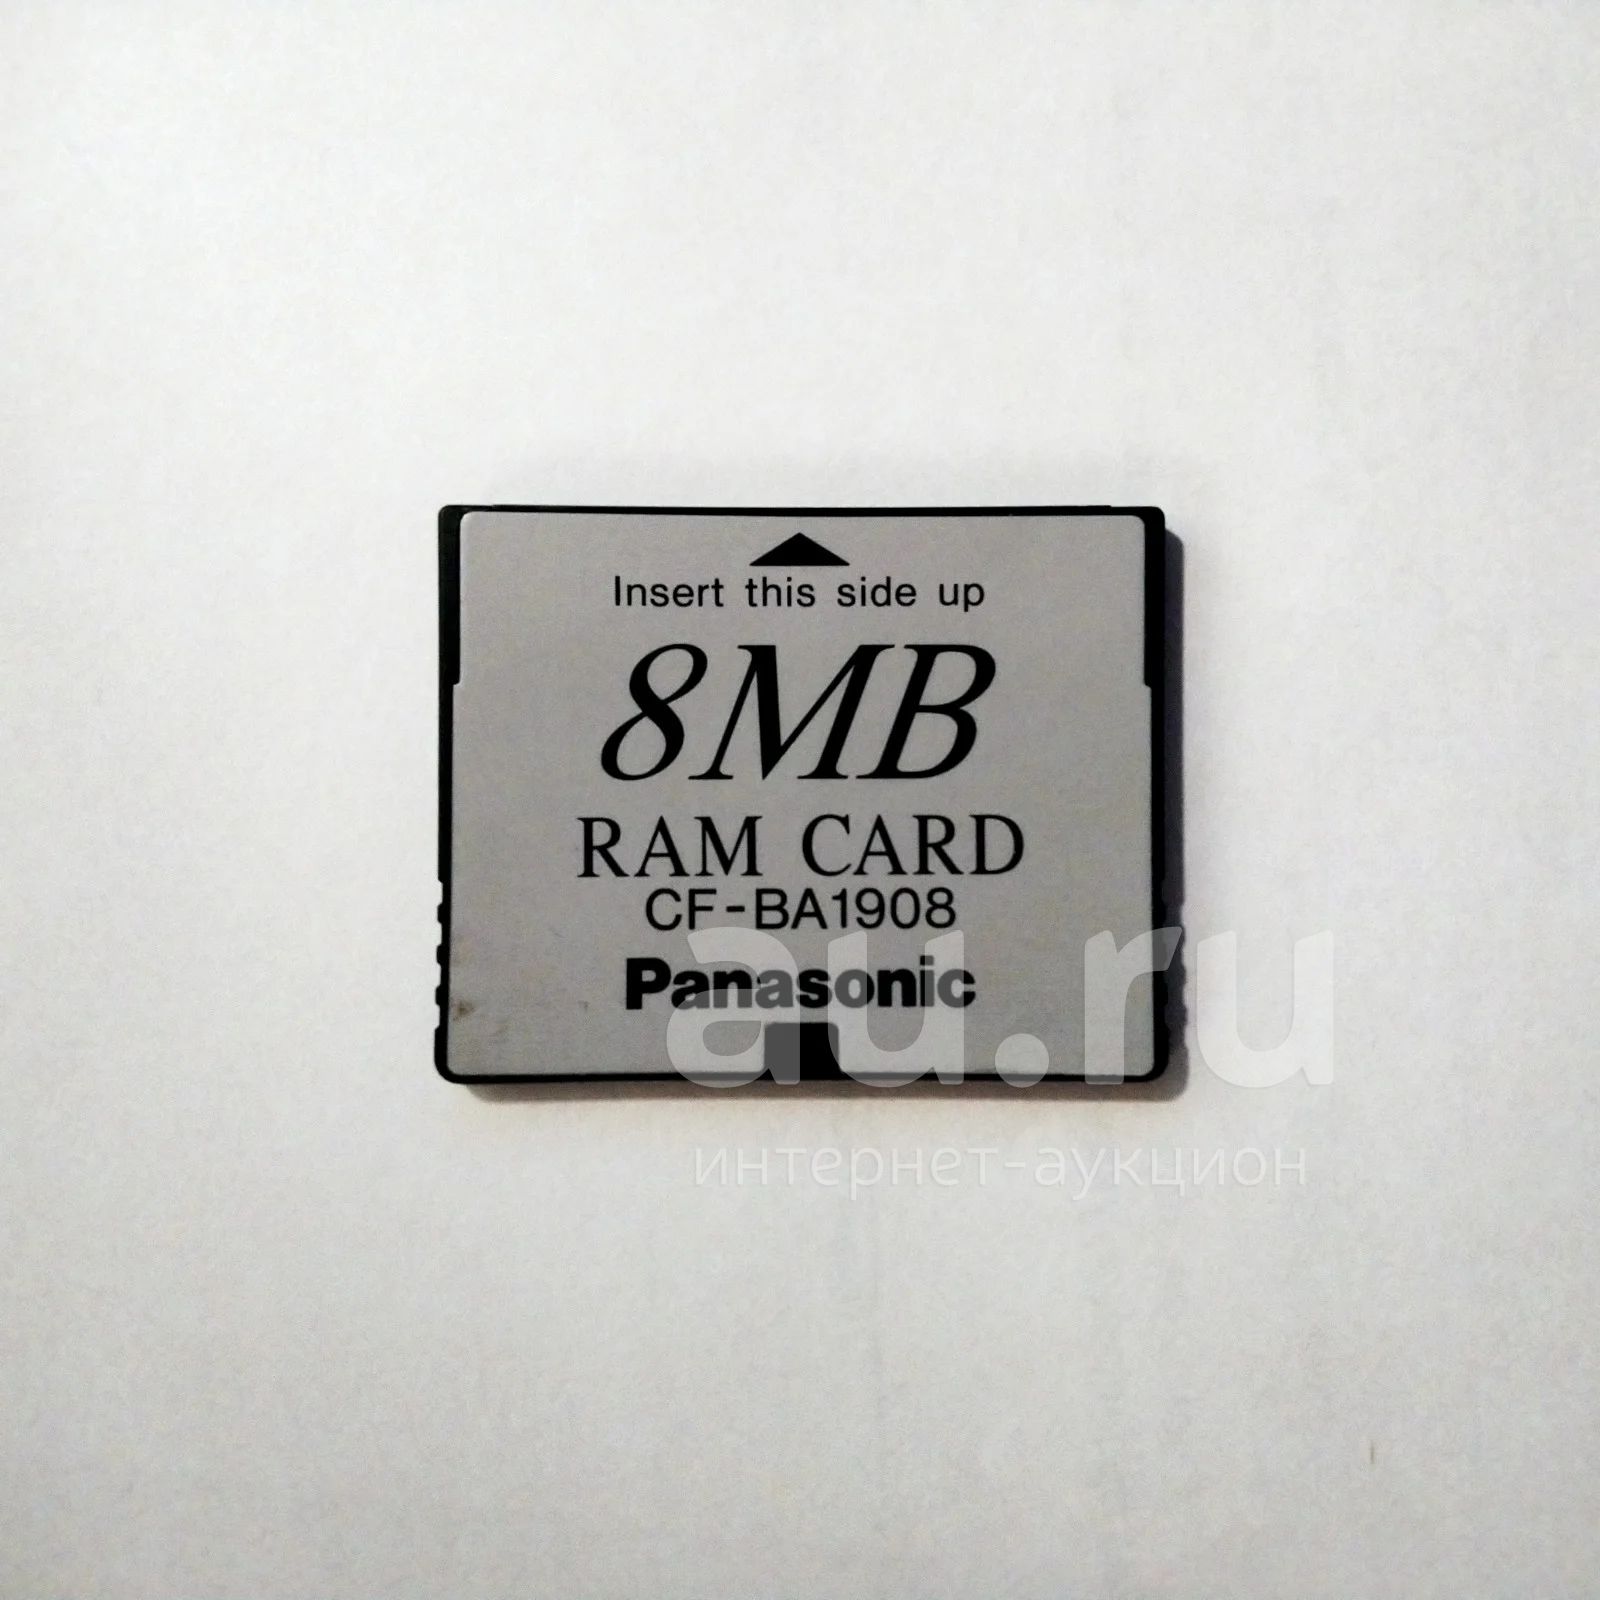 Insert this side up
8MB
RAM CARD
CF-BA1908
Panasonic
au.ru
интернет-аукцион